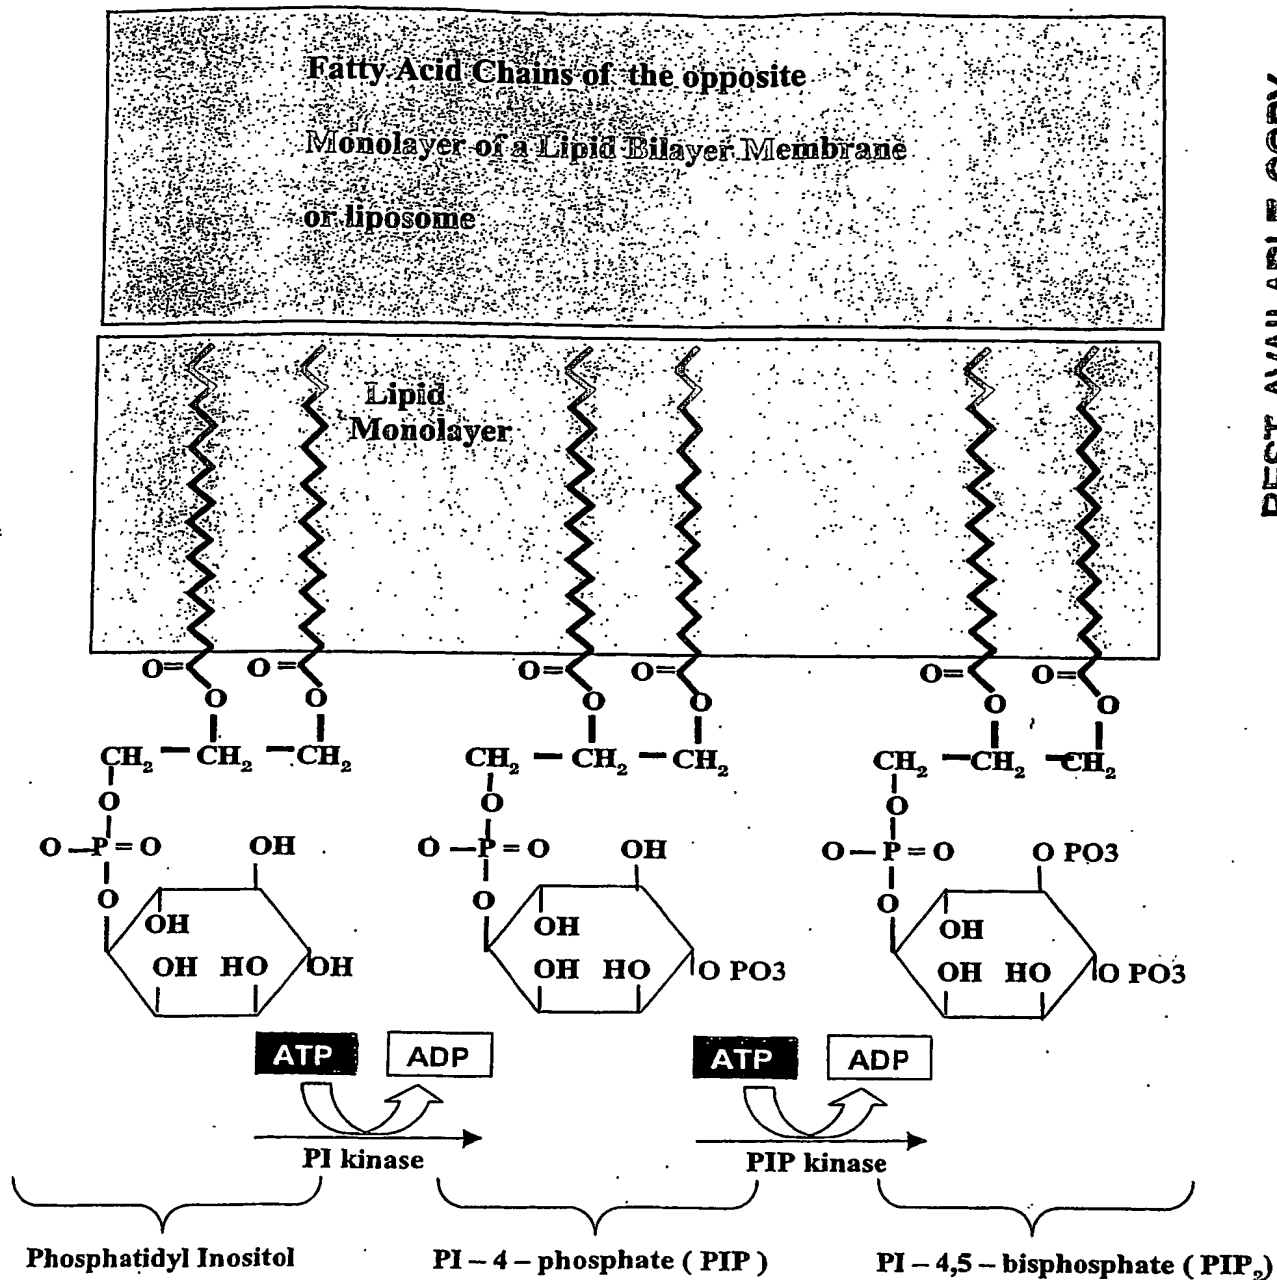 Fatty Acid Chains of the opposite
Monolayer of a Lipid Bilayer Membrane
or liposome
Lipid
Monolayer
O= O = O= O= O= O=
O O O O O O
CH₂ — CH₂ — CH₂ CH₂ — CH₂ — CH₂ CH₂ — CH₂ — CH₂
O O O
O — P = O OH O — P = O OH O — P = O O PO3
O O O
OH OH OH
OH HO OH OH HO O PO3 OH HO O PO3
ATP ADP ATP ADP
PI kinase PIP kinase
Phosphatidyl Inositol PI – 4 – phosphate ( PIP ) PI – 4,5 – bisphosphate ( PIP₂)